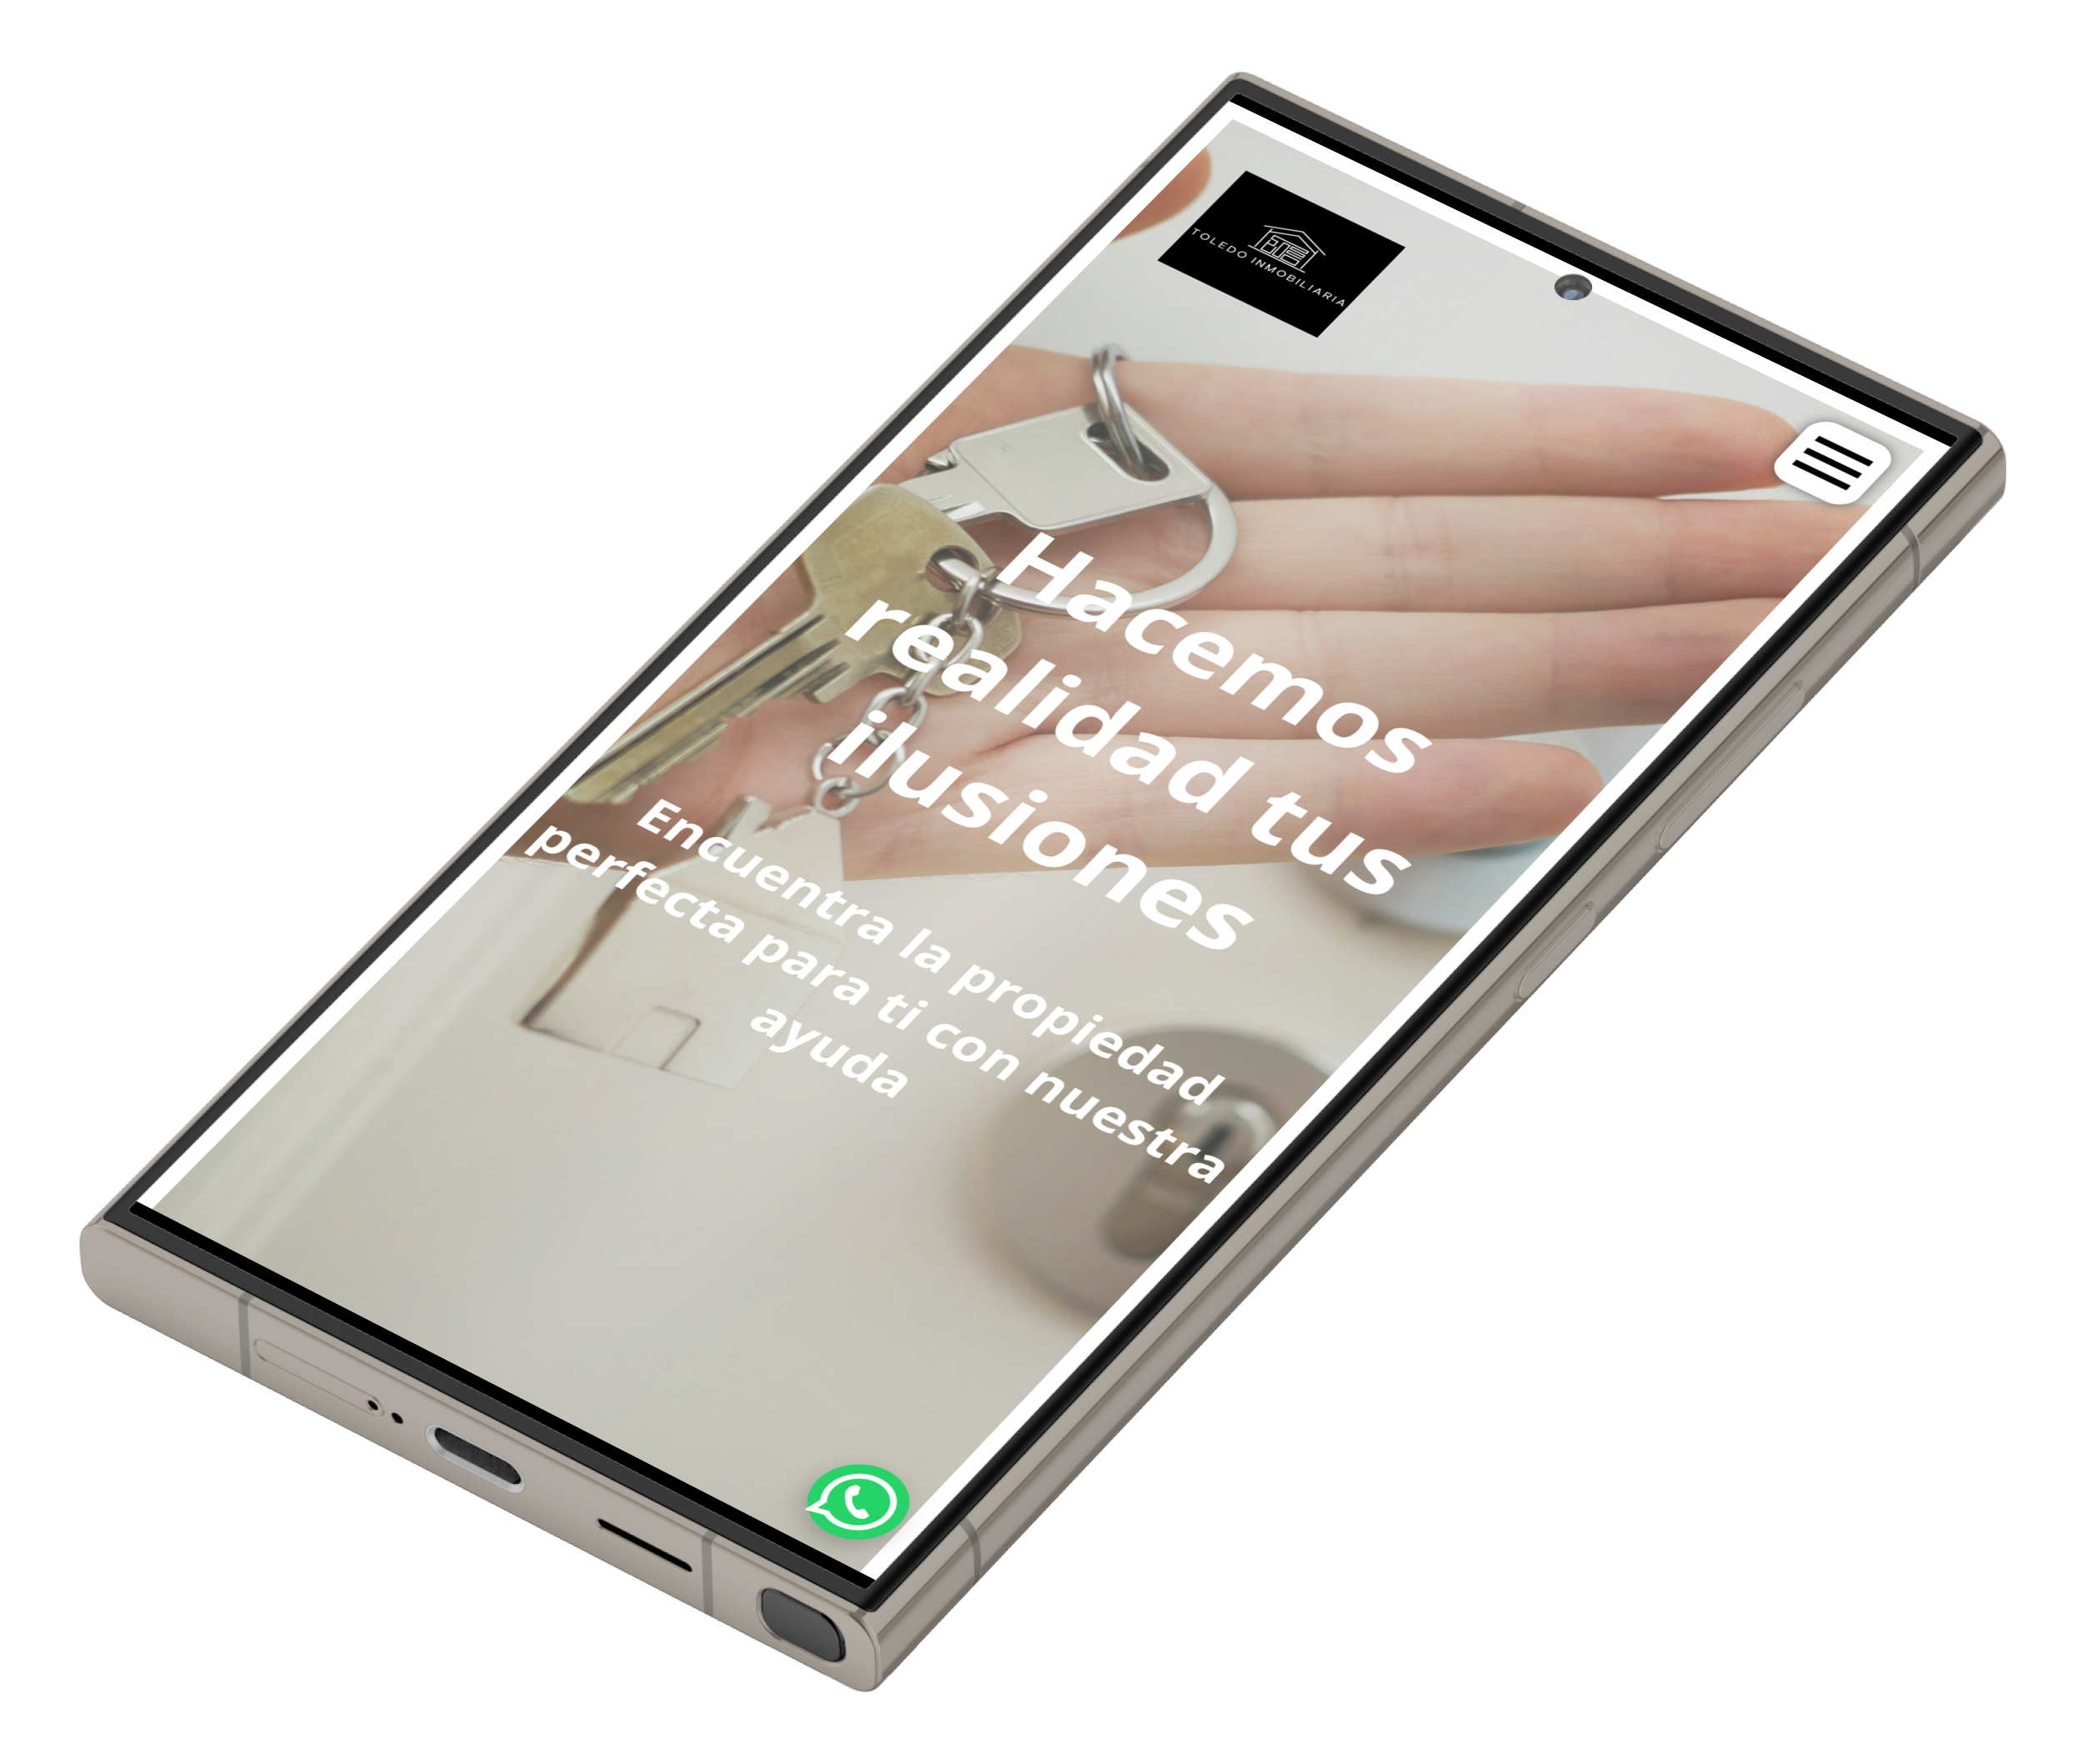 TOLEDO INMOBILIARIA
Hacemos
realidad tus
ilusiones
Encuentra la propiedad
perfecta para ti con nuestra
ayuda